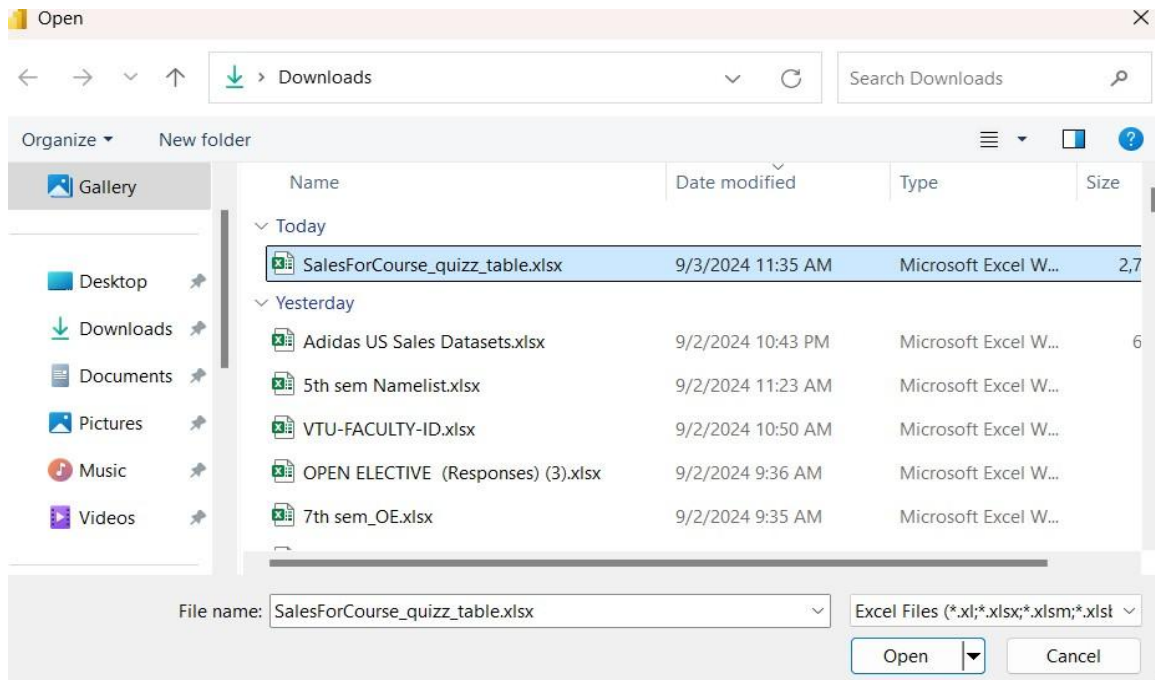 Open
Downloads
Search Downloads
Organize New folder
Gallery
Desktop
Downloads
Documents
Pictures
Music
Videos
Name Date modified Type Size
Today
SalesForCourse_quizz_table.xlsx 9/3/2024 11:35 AM Microsoft Excel W... 2,7
Yesterday
Adidas US Sales Datasets.xlsx 9/2/2024 10:43 PM Microsoft Excel W... 6
5th sem Namelist.xlsx 9/2/2024 11:23 AM Microsoft Excel W...
VTU-FACULTY-ID.xlsx 9/2/2024 10:50 AM Microsoft Excel W...
OPEN ELECTIVE (Responses) (3).xlsx 9/2/2024 9:36 AM Microsoft Excel W...
7th sem_OE.xlsx 9/2/2024 9:35 AM Microsoft Excel W...
File name: SalesForCourse_quizz_table.xlsx Excel Files (*.xl;*.xlsx;*.xlsm;*.xlsb
Open Cancel